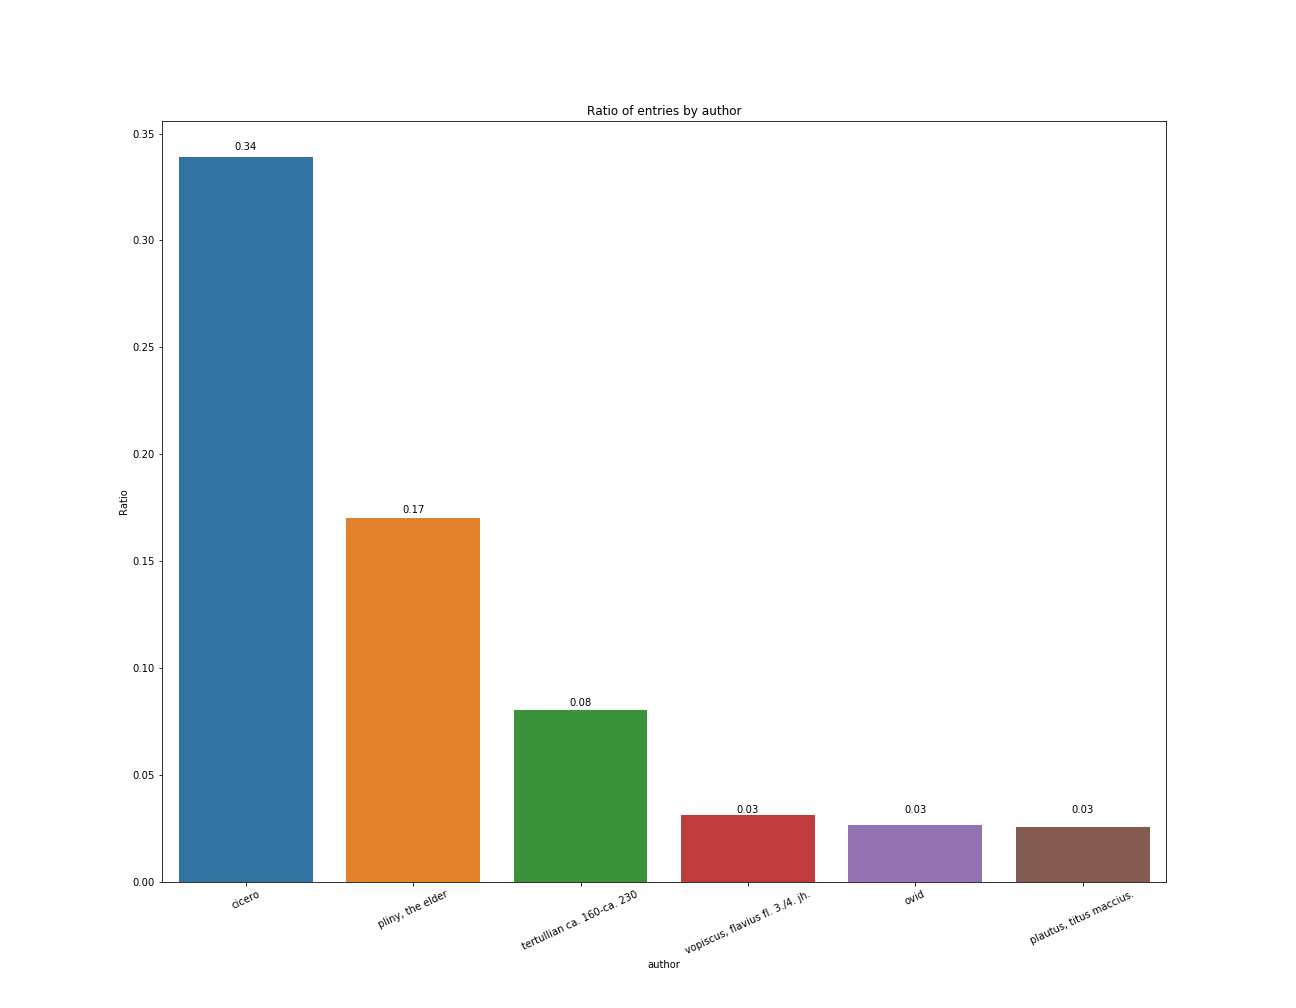 Ratio of entries by author
0.35
0.30
0.25
0.20
0.15
0.10
0.05
0.00
Ratio
0.34
0.17
0.08
0.03
0.03
0.03
cicero
pliny, the elder
tertullian ca. 160-ca. 230
vopiscus, flavius fl. 3./4. jh.
ovid
plautus, titus maccius.
author